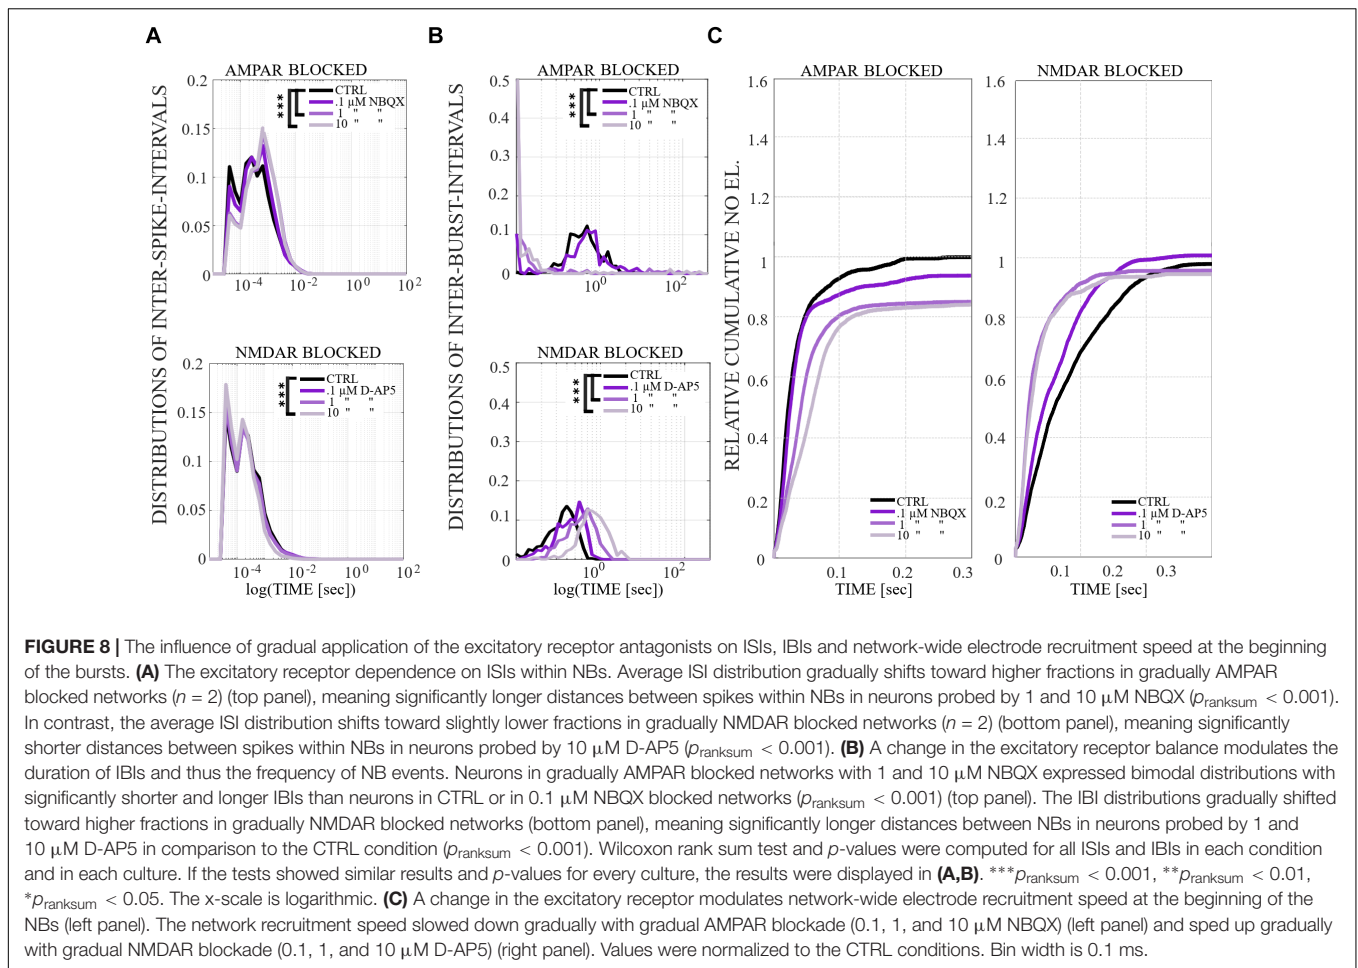 A
B
C
AMPAR BLOCKED
AMPAR BLOCKED
AMPAR BLOCKED
NMDAR BLOCKED
DISTRIBUTIONS OF INTER-SPIKE-INTERVALS
0.2
0.15
0.1
0.05
0
CTRL
.1 µM NBQX
1 " "
10 " "
***
10⁻⁴
10⁻²
10⁰
10²
NMDAR BLOCKED
0.2
0.15
0.1
0.05
0
CTRL
.1 µM D-AP5
1 " "
10 " "
***
10⁻⁴
10⁻²
10⁰
10²
log(TIME [sec])
DISTRIBUTIONS OF INTER-BURST-INTERVALS
0.5
0.4
0.3
0.2
0.1
0
CTRL
.1 µM NBQX
1 " "
10 " "
***
10⁰
10²
NMDAR BLOCKED
0.5
0.4
0.3
0.2
0.1
0
CTRL
.1 µM D-AP5
1 " "
10 " "
***
10⁰
10²
log(TIME [sec])
RELATIVE CUMULATIVE NO EL.
1.6
1.4
1.2
1
0.8
0.6
0.4
0.2
0
CTRL
.1 µM NBQX
1 " "
10 " "
0.1
0.2
0.3
TIME [sec]
1.6
1.4
1.2
1
0.8
0.6
0.4
0.2
0
CTRL
.1 µM D-AP5
1 " "
10 " "
0.1
0.2
0.3
TIME [sec]
FIGURE 8 | The influence of gradual application of the excitatory receptor antagonists on ISIs, IBIs and network-wide electrode recruitment speed at the beginning
of the bursts. (A) The excitatory receptor dependence on ISIs within NBs. Average ISI distribution gradually shifts toward higher fractions in gradually AMPAR
blocked networks (n = 2) (top panel), meaning significantly longer distances between spikes within NBs in neurons probed by 1 and 10 µM NBQX (p_ranksum < 0.001).
In contrast, the average ISI distribution shifts toward slightly lower fractions in gradually NMDAR blocked networks (n = 2) (bottom panel), meaning significantly
shorter distances between spikes within NBs in neurons probed by 10 µM D-AP5 (p_ranksum < 0.001). (B) A change in the excitatory receptor balance modulates the
duration of IBIs and thus the frequency of NB events. Neurons in gradually AMPAR blocked networks with 1 and 10 µM NBQX expressed bimodal distributions with
significantly shorter and longer IBIs than neurons in CTRL or in 0.1 µM NBQX blocked networks (p_ranksum < 0.001) (top panel). The IBI distributions gradually shifted
toward higher fractions in gradually NMDAR blocked networks (bottom panel), meaning significantly longer distances between NBs in neurons probed by 1 and
10 µM D-AP5 in comparison to the CTRL condition (p_ranksum < 0.001). Wilcoxon rank sum test and p-values were computed for all ISIs and IBIs in each condition
and in each culture. If the tests showed similar results and p-values for every culture, the results were displayed in (A,B). ***p_ranksum < 0.001, **p_ranksum < 0.01,
*p_ranksum < 0.05. The x-scale is logarithmic. (C) A change in the excitatory receptor modulates network-wide electrode recruitment speed at the beginning of the
NBs (left panel). The network recruitment speed slowed down gradually with gradual AMPAR blockade (0.1, 1, and 10 µM NBQX) (left panel) and sped up gradually
with gradual NMDAR blockade (0.1, 1, and 10 µM D-AP5) (right panel). Values were normalized to the CTRL conditions. Bin width is 0.1 ms.